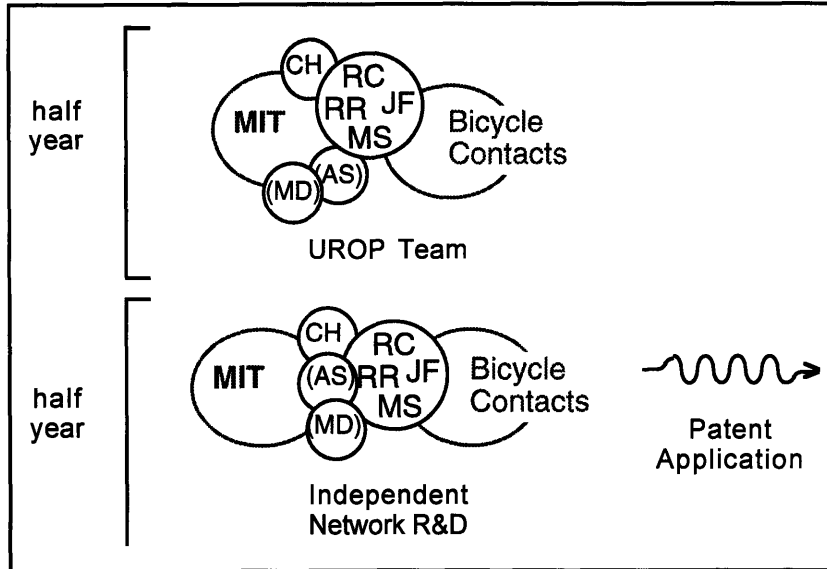 half
year
CH
RC
RR JF
MS
MIT
(AS)
(MD)
Bicycle
Contacts
UROP Team
half
year
CH
RC
(AS)
RR JF
MS
MIT
(MD)
Bicycle
Contacts
Independent
Network R&D
Patent
Application